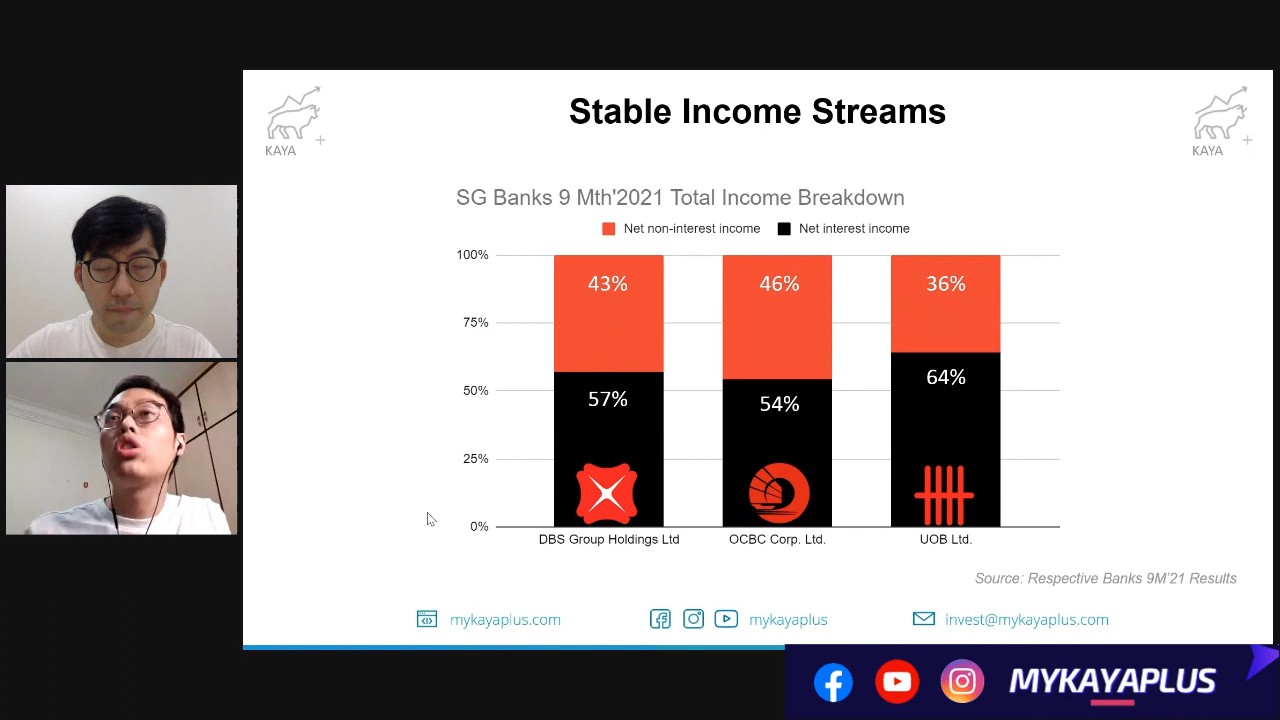 KAYA
+
Stable Income Streams
KAYA
+
SG Banks 9 Mth'2021 Total Income Breakdown
Net non-interest income Net interest income
100%
75%
50%
25%
0%
43% 46% 36%
57% 54% 64%
DBS Group Holdings Ltd OCBC Corp. Ltd. UOB Ltd.
Source: Respective Banks 9M'21 Results
mykayaplus.com mykayaplus invest@mykayaplus.com
MYKAYAPLUS